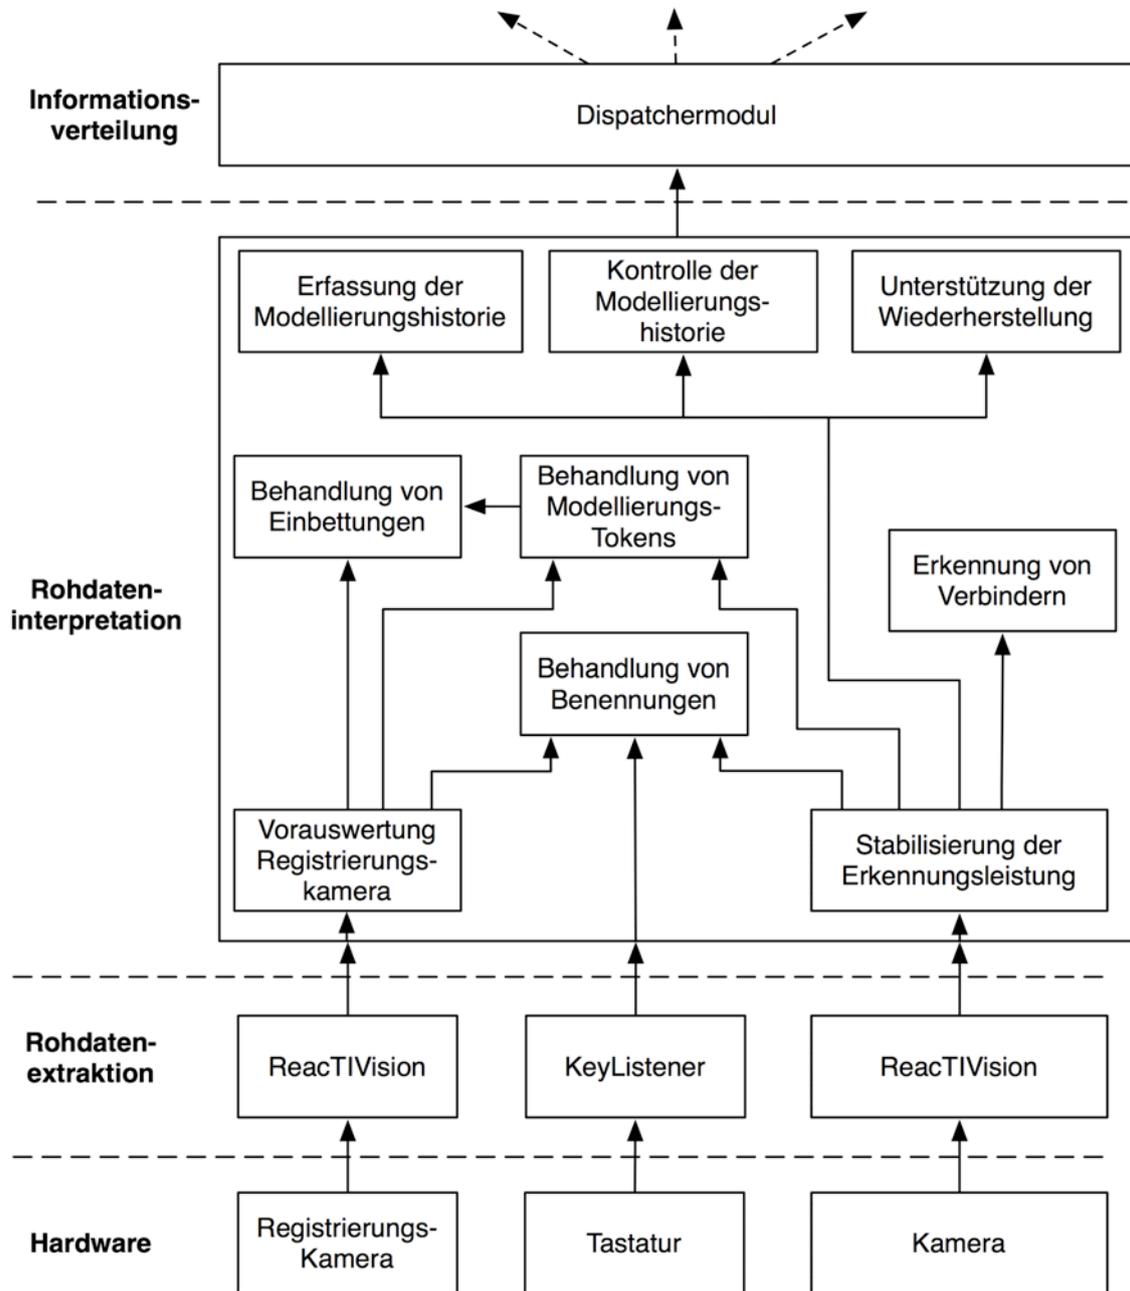 Informations-
verteilung
Dispatchermodul
Erfassung der
Modellierungshistorie
Kontrolle der
Modellierungs-
historie
Unterstützung der
Wiederherstellung
Behandlung von
Einbettungen
Behandlung von
Modellierungs-
Tokens
Erkennung von
Verbindern
Rohdaten-
interpretation
Behandlung von
Benennungen
Vorauswertung
Registrierungs-
kamera
Stabilisierung der
Erkennungsleistung
Rohdaten-
extraktion
ReacTIVision
KeyListener
ReacTIVision
Hardware
Registrierungs-
Kamera
Tastatur
Kamera